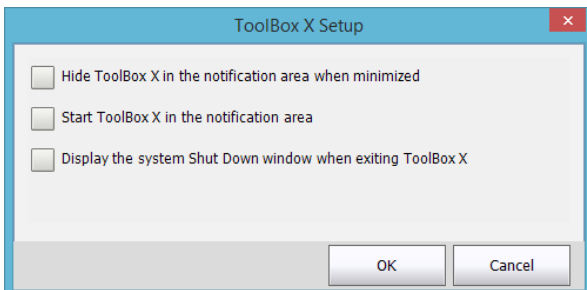 ToolBox X Setup
Hide ToolBox X in the notification area when minimized
Start ToolBox X in the notification area
Display the system Shut Down window when exiting ToolBox X
OK Cancel